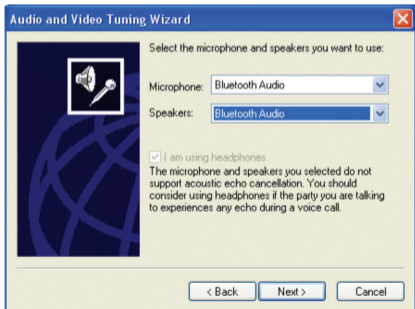 Audio and Video Tuning Wizard
Select the microphone and speakers you want to use:
Microphone: Bluetooth Audio
Speakers: Bluetooth Audio
I am using headphones
The microphone and speakers you selected do not
support acoustic echo cancellation. You should
consider using headphones if the party you are talking
to experiences any echo during a voice call.
< Back Next > Cancel